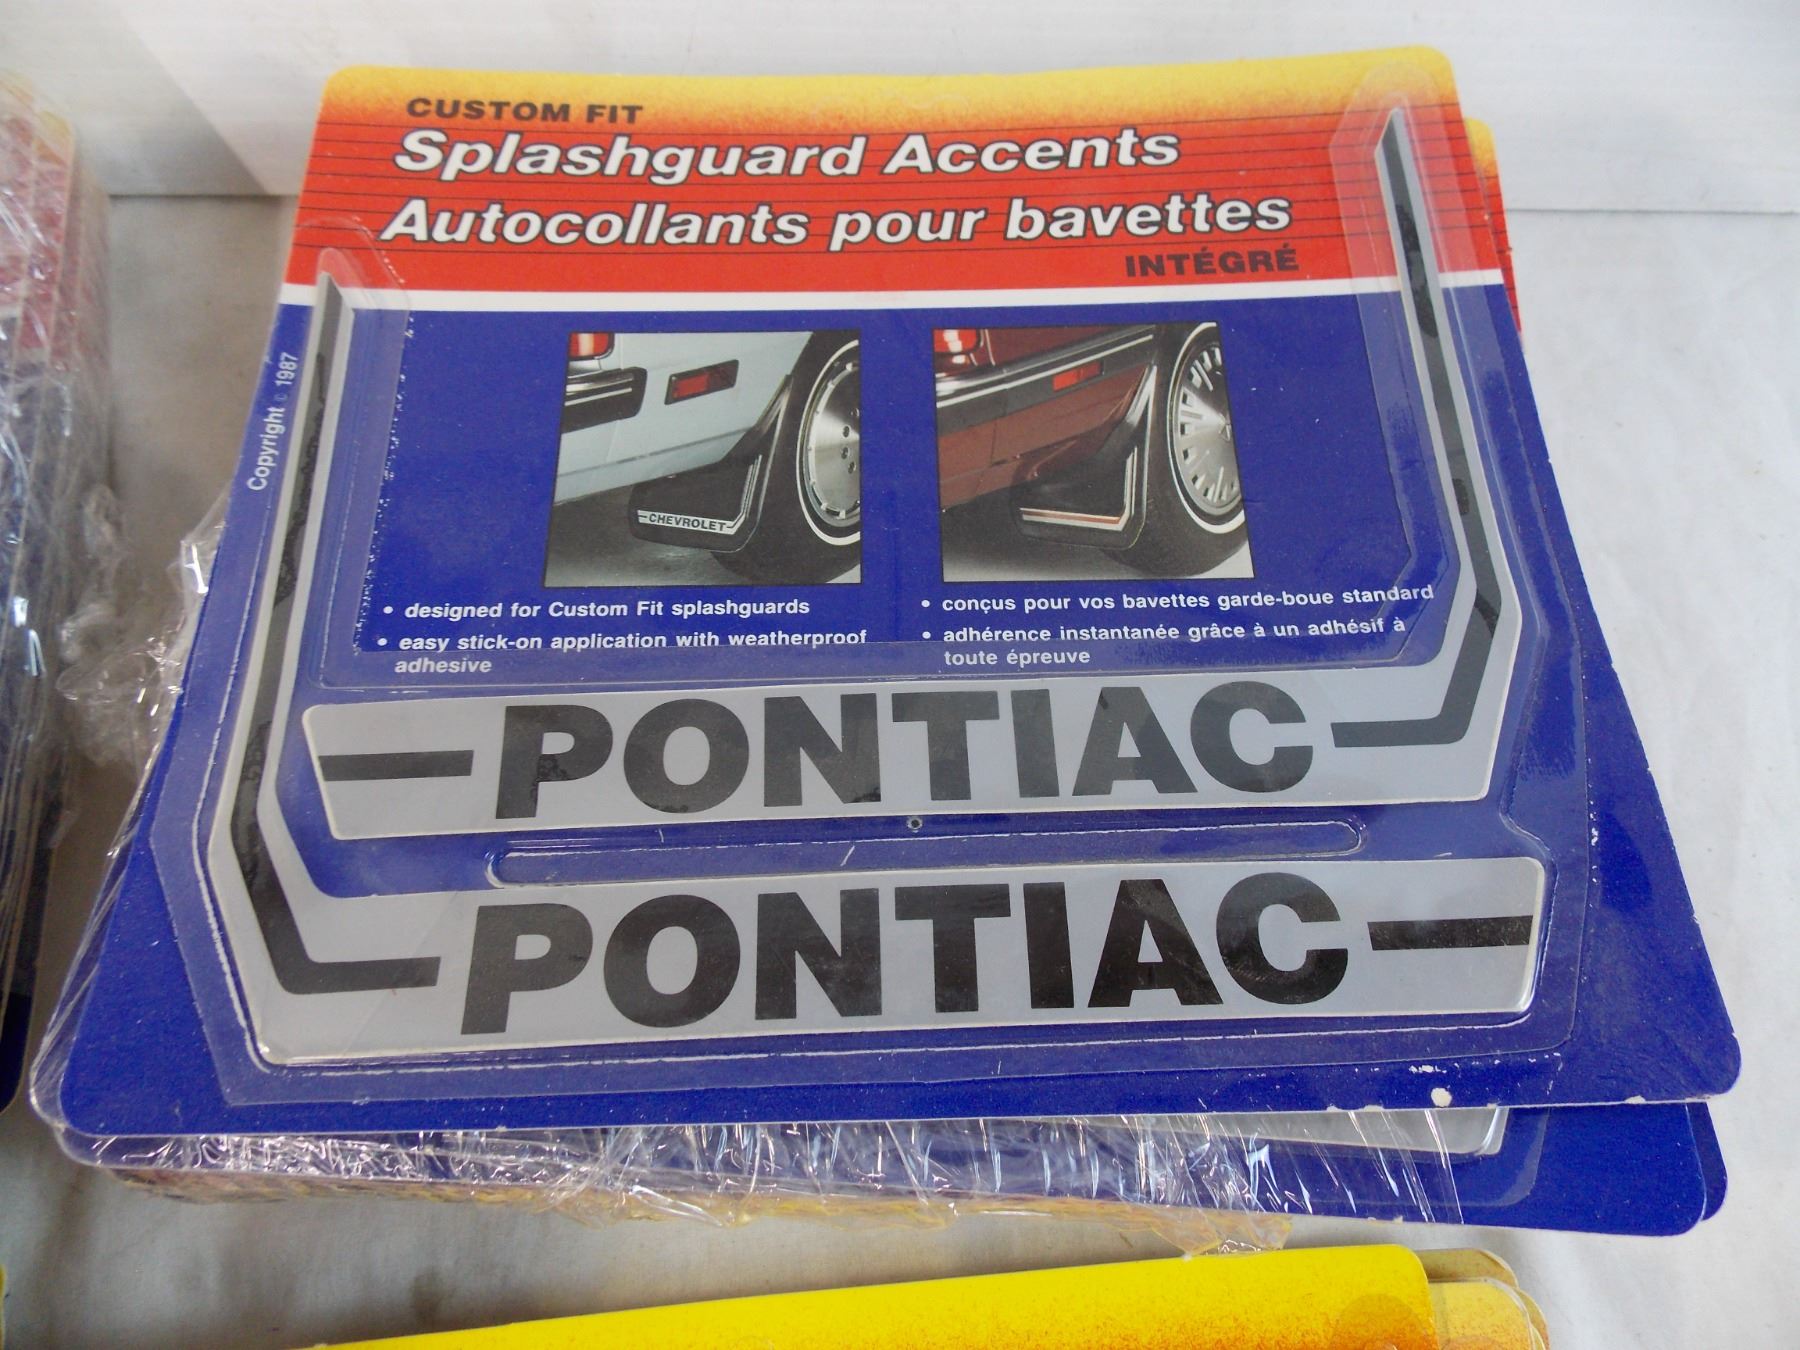 CUSTOM FIT
Splashguard Accents
Autocollants pour bavettes
INTÉGRÉ
Copyright © 1987
CHEVROLET
• designed for Custom Fit splashguards
• easy stick-on application with weatherproof
adhesive
• conçus pour vos bavettes garde-boue standard
• adhérence instantanée grâce à un adhésif à
toute épreuve
PONTIAC
PONTIAC